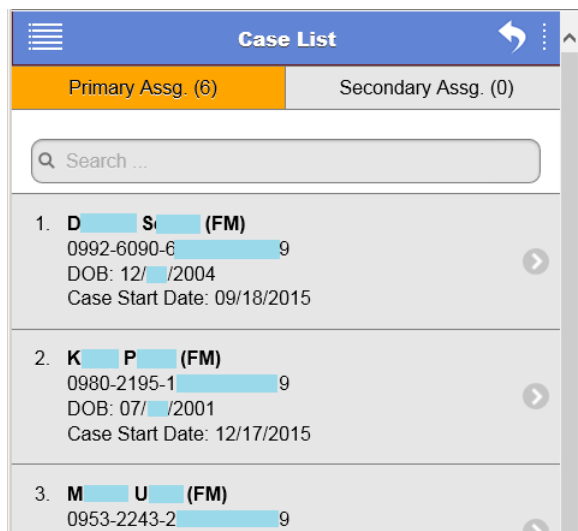 Case List
Primary Assg. (6) Secondary Assg. (0)
Search ...
1. D S (FM)
0992-6090-6 9
DOB: 12/ /2004
Case Start Date: 09/18/2015
2. K P (FM)
0980-2195-1 9
DOB: 07/ /2001
Case Start Date: 12/17/2015
3. M U (FM)
0953-2243-2 9